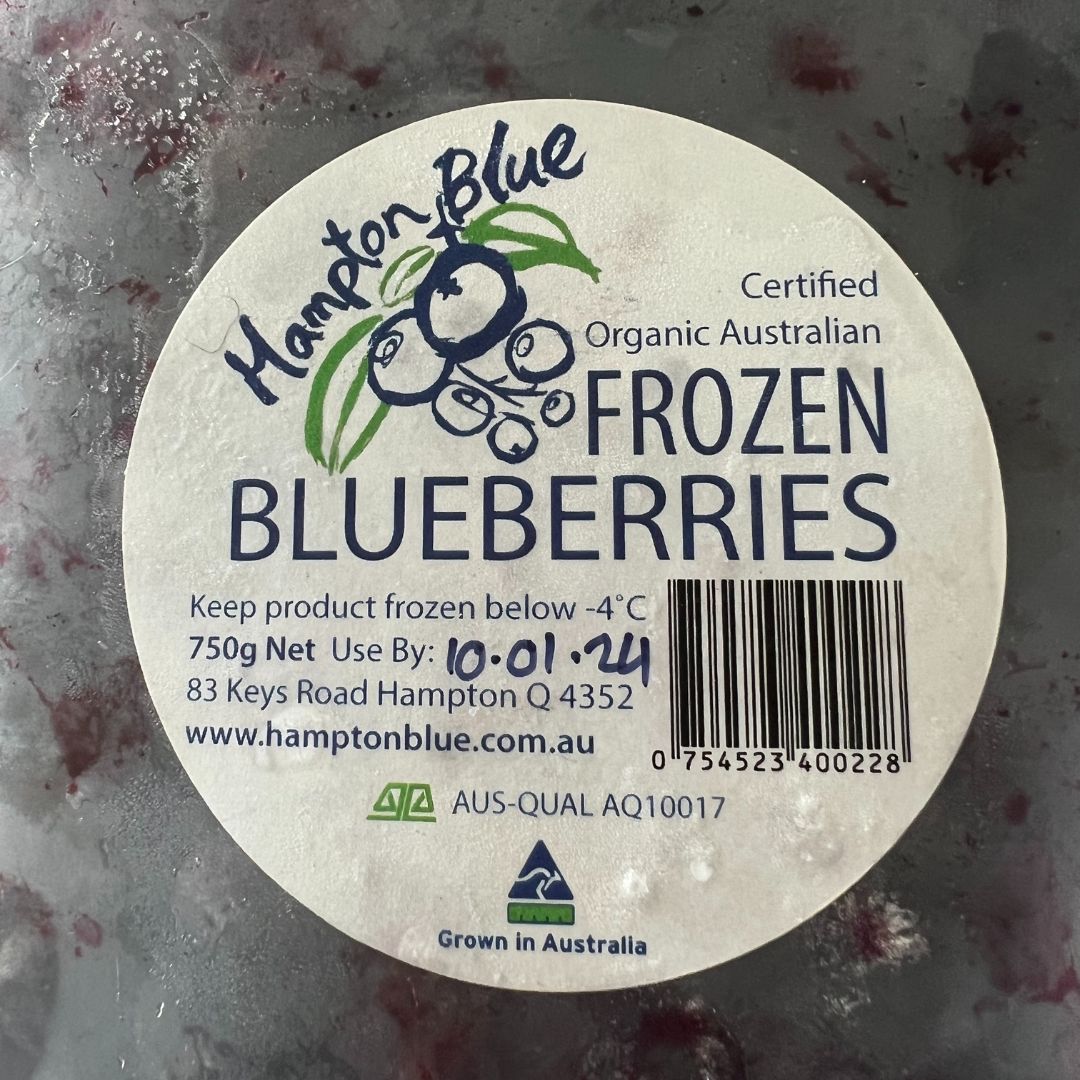 Hampton Blue
Certified
Organic Australian
FROZEN
BLUEBERRIES
Keep product frozen below -4°C
750g Net Use By: 10.01.24
83 Keys Road Hampton Q 4352
www.hamptonblue.com.au
0 754523 400228
AUS-QUAL AQ10017
Grown in Australia